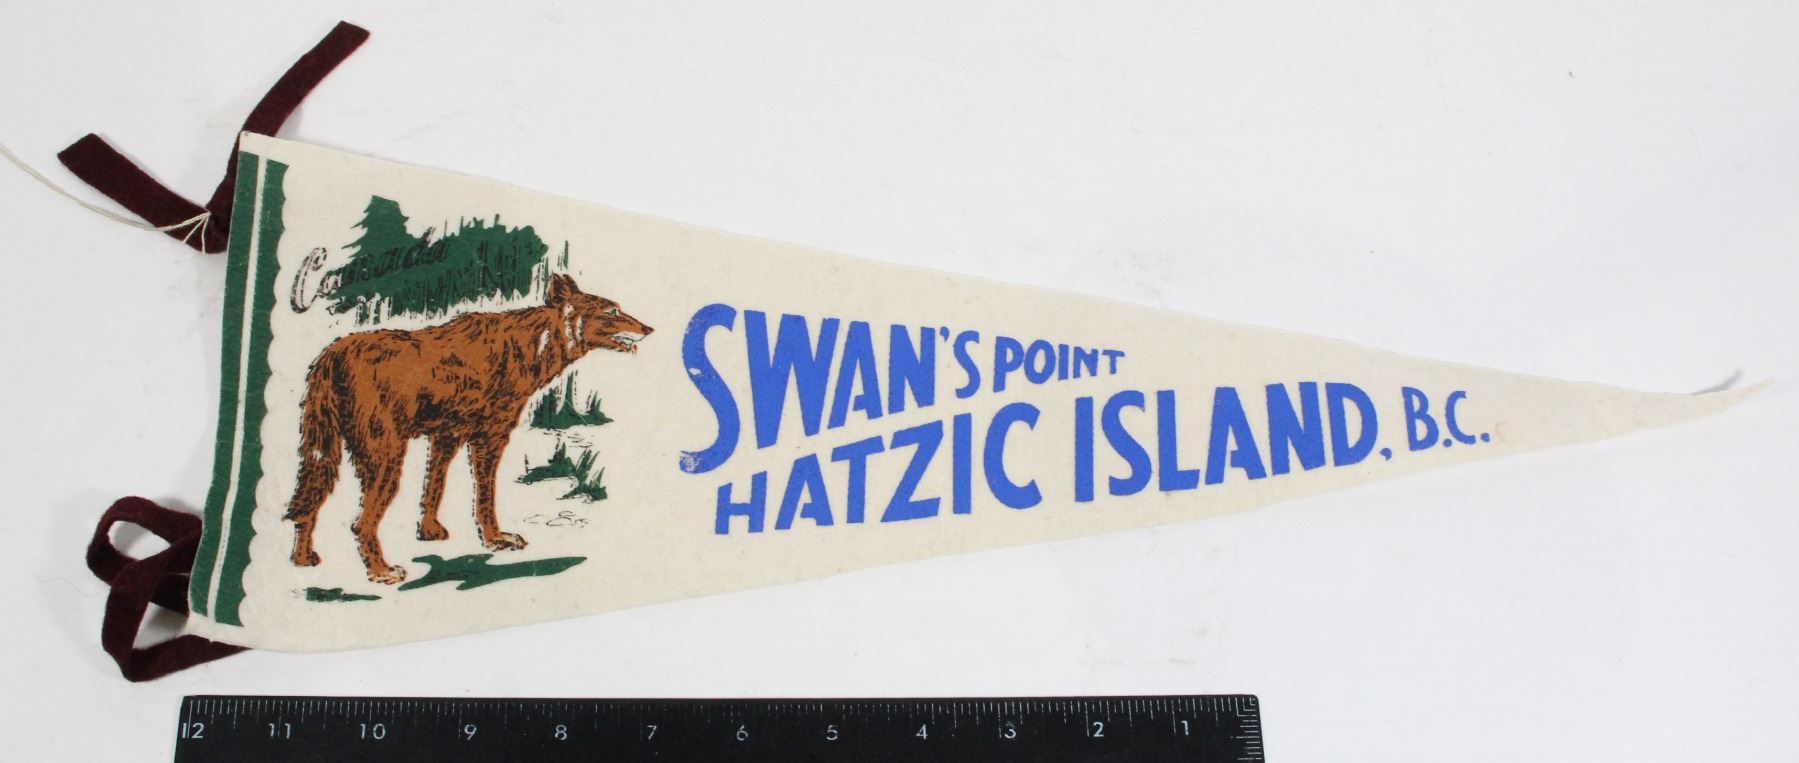 Canada
SWAN'S POINT
HATZIC ISLAND, B.C.
12 11 10 9 8 7 6 5 4 3 2 1